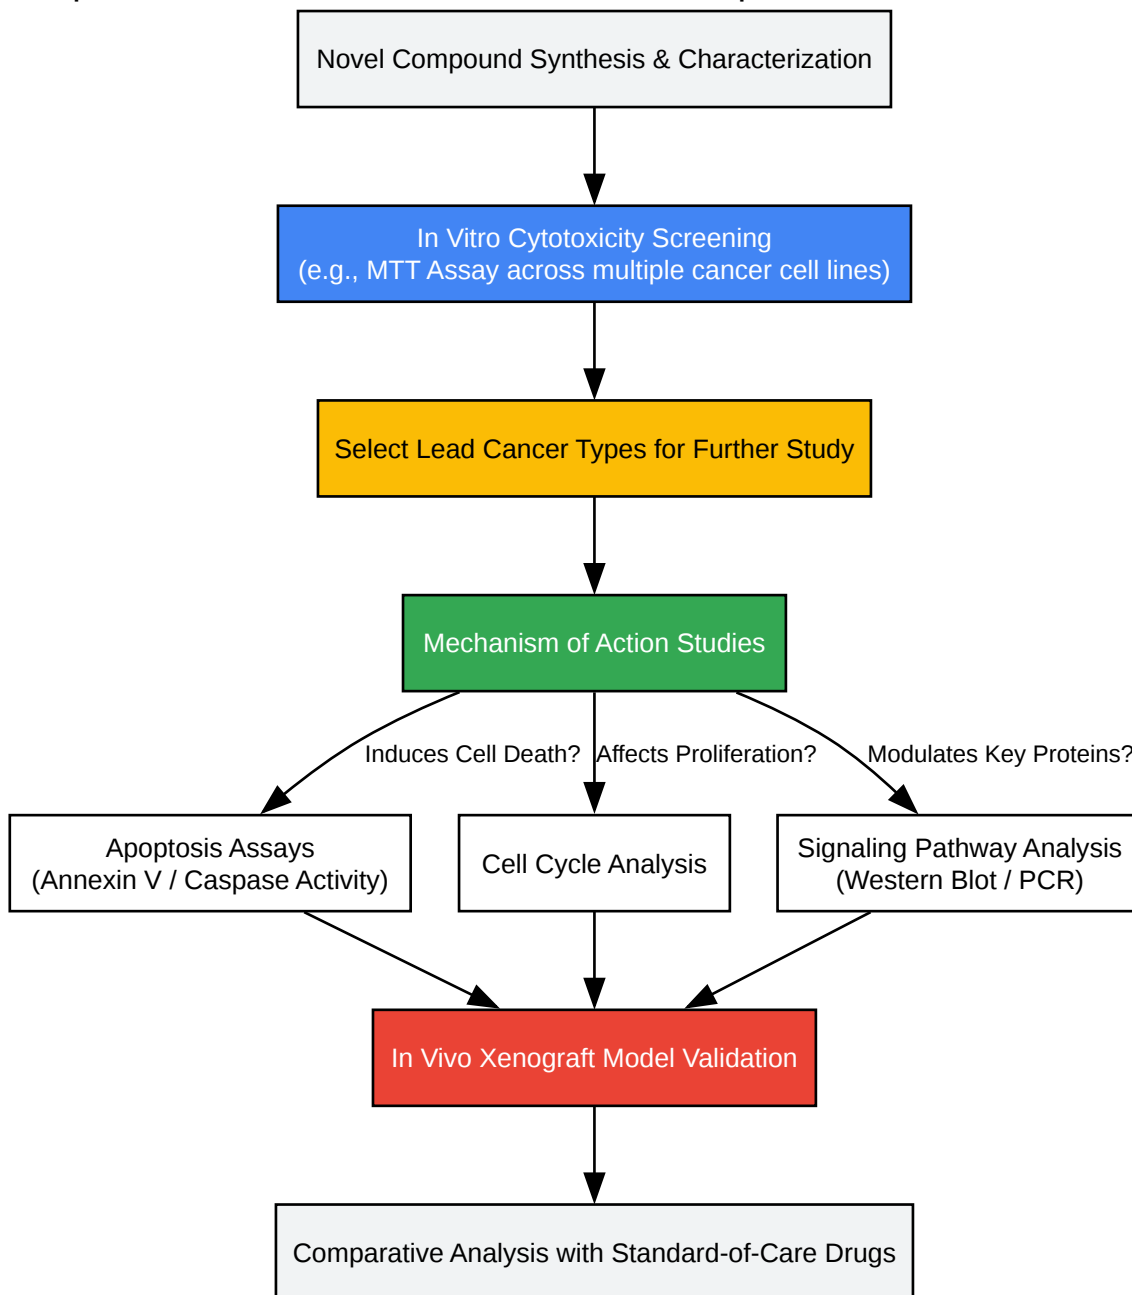 Novel Compound Synthesis & Characterization
In Vitro Cytotoxicity Screening
(e.g., MTT Assay across multiple cancer cell lines)
Select Lead Cancer Types for Further Study
Mechanism of Action Studies
Induces Cell Death?
Affects Proliferation?
Modulates Key Proteins?
Apoptosis Assays
(Annexin V / Caspase Activity)
Cell Cycle Analysis
Signaling Pathway Analysis
(Western Blot / PCR)
In Vivo Xenograft Model Validation
Comparative Analysis with Standard-of-Care Drugs